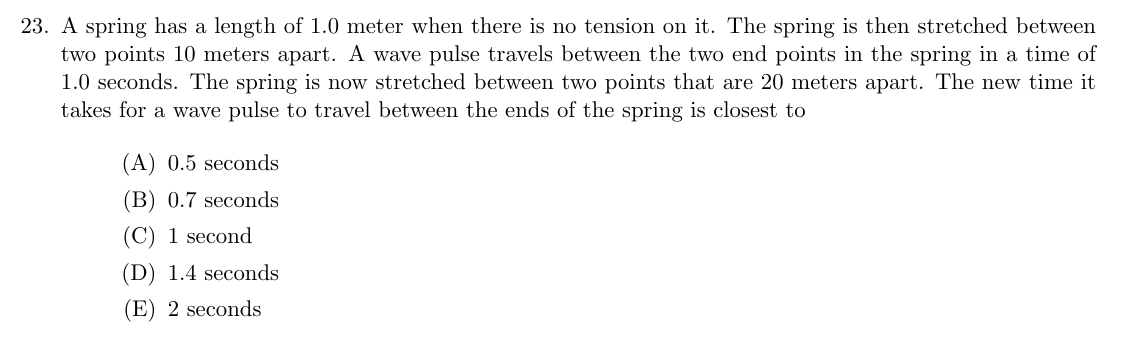 23. A spring has a length of 1.0 meter when there is no tension on it. The spring is then stretched between
two points 10 meters apart. A wave pulse travels between the two end points in the spring in a time of
1.0 seconds. The spring is now stretched between two points that are 20 meters apart. The new time it
takes for a wave pulse to travel between the ends of the spring is closest to
(A) 0.5 seconds
(B) 0.7 seconds
(C) 1 second
(D) 1.4 seconds
(E) 2 seconds